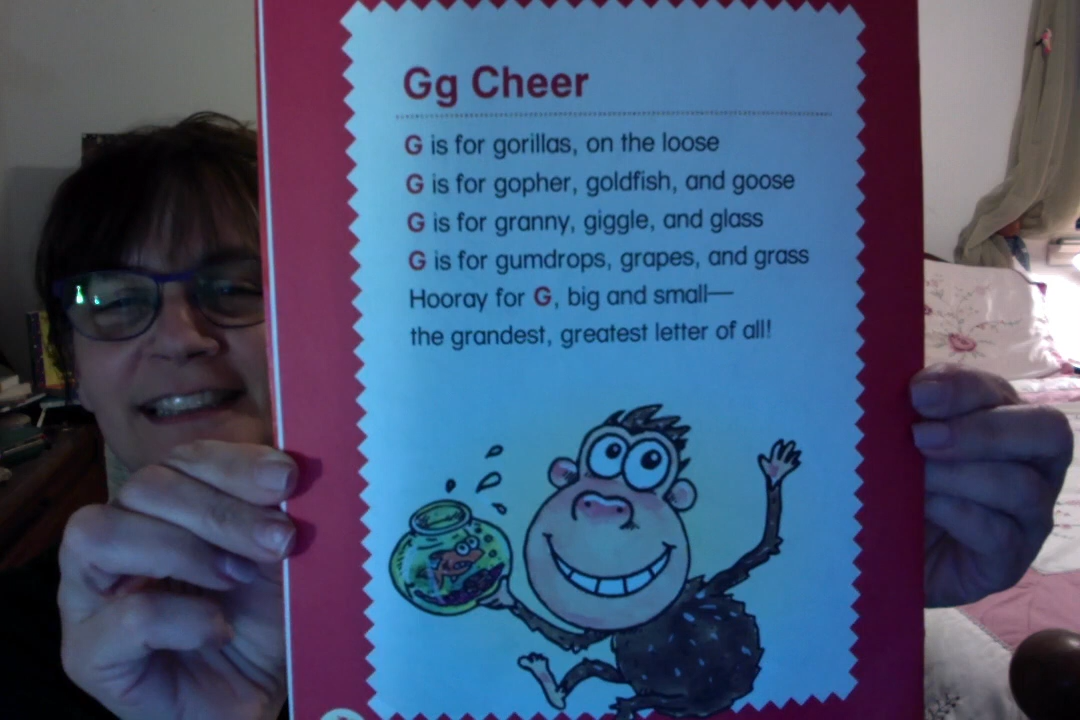 Gg Cheer
G is for gorillas, on the loose
G is for gopher, goldfish, and goose
G is for granny, giggle, and glass
G is for gumdrops, grapes, and grass
Hooray for G, big and small—
the grandest, greatest letter of all!